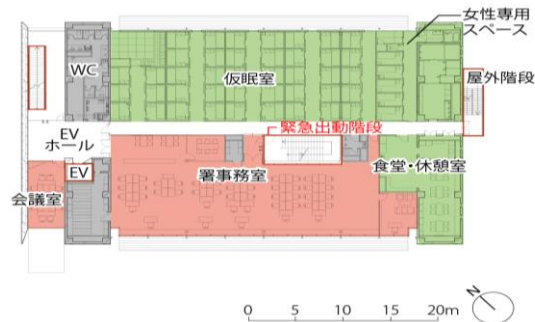 女性専用
スペース
WC
仮眠室
屋外階段
緊急出動階段
EV
ホール
EV
署事務室
食堂・休憩室
会議室
0 5 10 15 20m
N